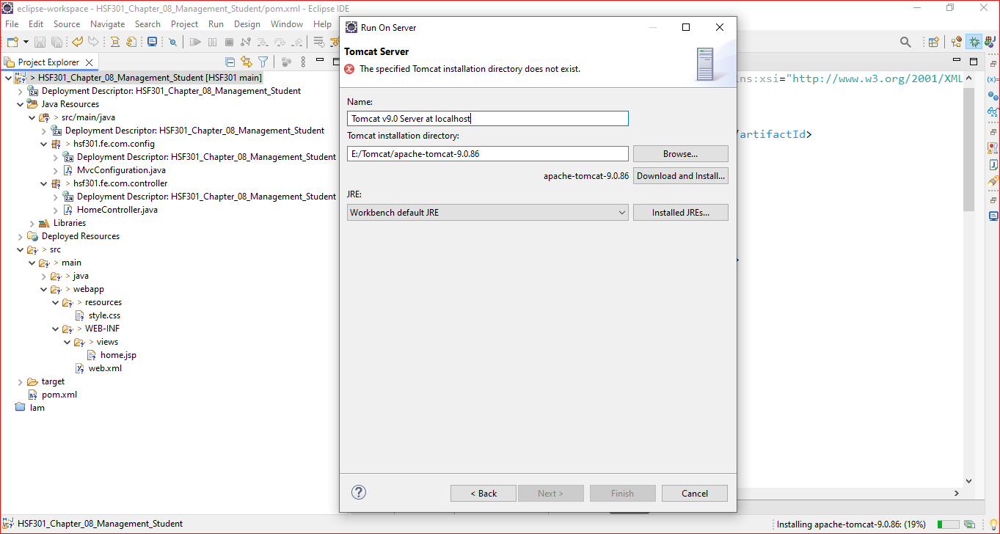 eclipse-workspace - HSF301_Chapter_08_Management_Student/pom.xml - Eclipse IDE
File Edit Source Navigate Search Project Run Design Window Help
Project Explorer
> HSF301_Chapter_08_Management_Student [HSF301 main]
Deployment Descriptor: HSF301_Chapter_08_Management_Student
Java Resources
> src/main/java
Deployment Descriptor: HSF301_Chapter_08_Management_Student
> hsf301.fe.com.config
Deployment Descriptor: HSF301_Chapter_08_Management_Student
MvcConfiguration.java
> hsf301.fe.com.controller
Deployment Descriptor: HSF301_Chapter_08_Management_Student
HomeController.java
Libraries
Deployed Resources
> src
> main
> java
> webapp
> resources
style.css
> WEB-INF
> views
home.jsp
web.xml
target
pom.xml
lam
Run On Server
Tomcat Server
The specified Tomcat installation directory does not exist.
Name:
Tomcat v9.0 Server at localhost
Tomcat installation directory:
E:/Tomcat/apache-tomcat-9.0.86 Browse...
apache-tomcat-9.0.86 Download and Install...
JRE:
Workbench default JRE Installed JREs...
< Back Next > Finish Cancel
ns:xsi="http://www.w3.org/2001/XML
/artifactId>
>
HSF301_Chapter_08_Management_Student
Installing apache-tomcat-9.0.86: (19%)